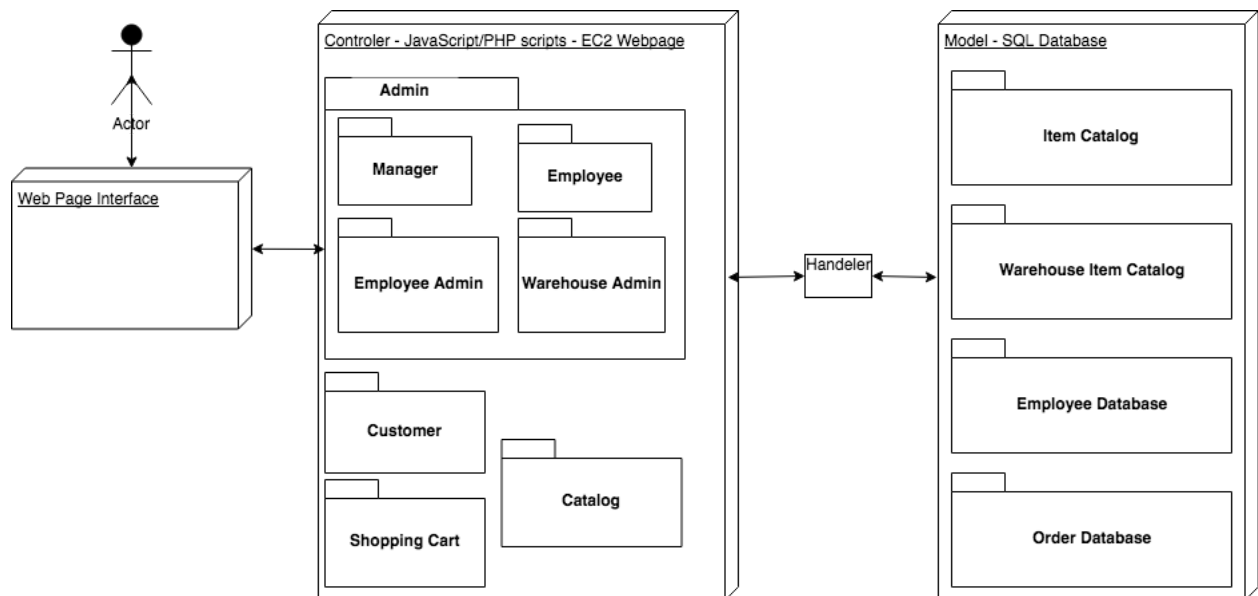 Actor
Web Page Interface
Controler - JavaScript/PHP scripts - EC2 Webpage
Admin
Manager
Employee
Employee Admin
Warehouse Admin
Customer
Catalog
Shopping Cart
Handeler
Model - SQL Database
Item Catalog
Warehouse Item Catalog
Employee Database
Order Database